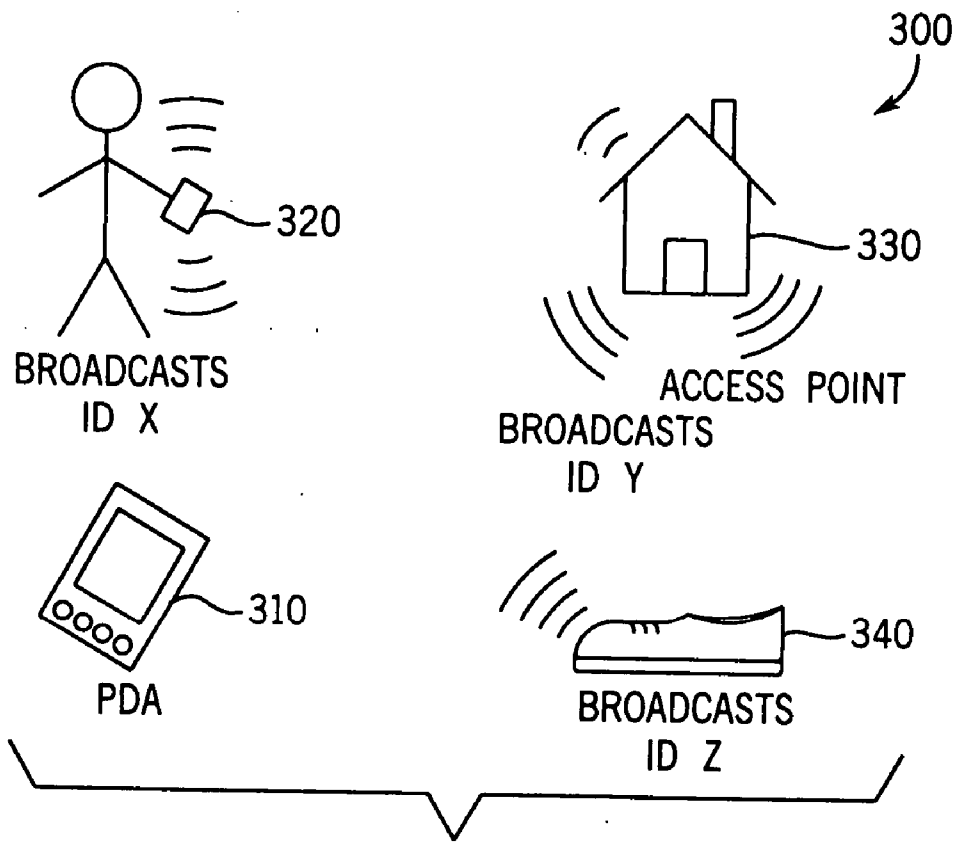 300
320
330
BROADCASTS
ID X
ACCESS POINT
BROADCASTS
ID Y
310
340
PDA
BROADCASTS
ID Z